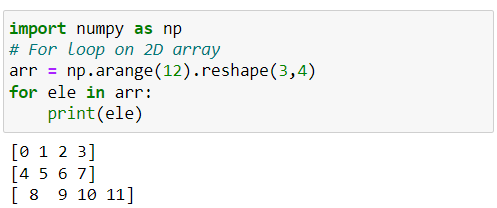 import numpy as np
# For loop on 2D array
arr = np.arange(12).reshape(3,4)
for ele in arr:
    print(ele)
[0 1 2 3]
[4 5 6 7]
[ 8  9 10 11]